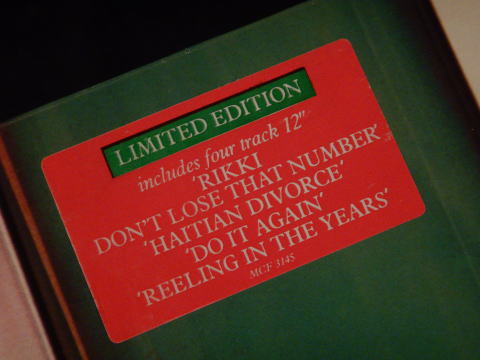 LIMITED EDITION
includes four track 12"
'RIKKI
DON'T LOSE THAT NUMBER'
'HAITIAN DIVORCE'
'DO IT AGAIN'
'REELING IN THE YEARS'
MCF 3145